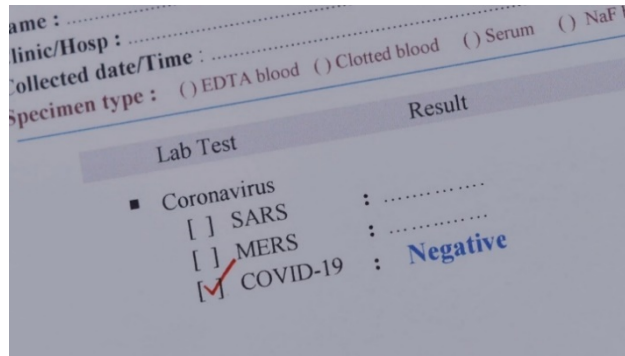 ame : ..........................
linic/Hosp : ..........................
ollected date/Time : ..........................
Specimen type : ( ) EDTA blood ( ) Clotted blood ( ) Serum ( ) NaF
Lab Test Result
▪ Coronavirus
[ ] SARS : ..............
[ ] MERS : ..............
[✓] COVID-19 : Negative